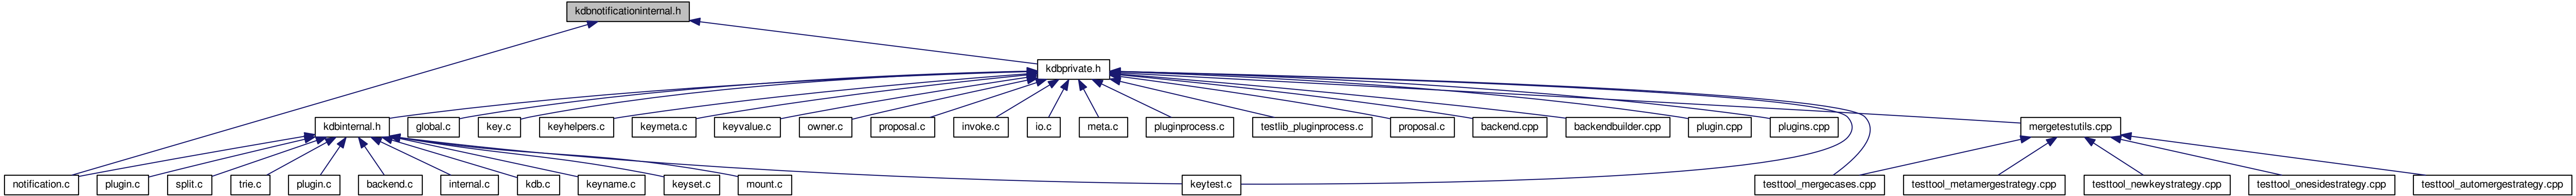 kdbnotificationinternal.h
kdbprivate.h
kdbinternal.h
global.c
key.c
keyhelpers.c
keymeta.c
keyvalue.c
owner.c
proposal.c
invoke.c
io.c
meta.c
pluginprocess.c
testlib_pluginprocess.c
proposal.c
backend.cpp
backendbuilder.cpp
plugin.cpp
plugins.cpp
mergetestutils.cpp
notification.c
plugin.c
split.c
trie.c
plugin.c
backend.c
internal.c
kdb.c
keyname.c
keyset.c
mount.c
keytest.c
testtool_mergecases.cpp
testtool_metamergestrategy.cpp
testtool_newkeystrategy.cpp
testtool_onesidestrategy.cpp
testtool_automergestrategy.cpp